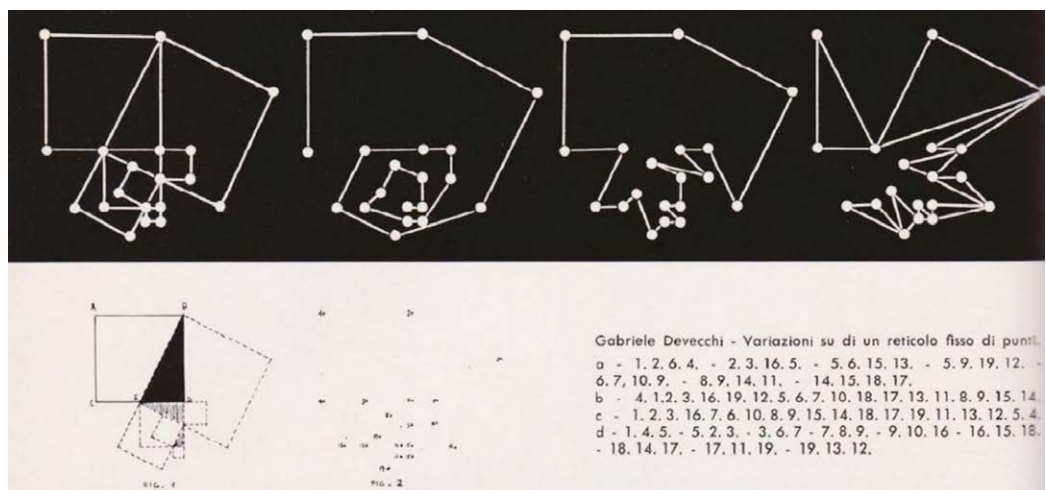 A
C
FIG. 1
FIG. 2
Gabriele Devecchi - Variazioni su di un reticolo fisso di punti.
a - 1. 2. 6. 4. - 2. 3. 16. 5. - 5. 6. 15. 13. - 5. 9. 19. 12. -
6. 7, 10. 9. - 8. 9. 14. 11. - 14. 15. 18. 17.
b - 4. 1. 2. 3. 16. 19. 12. 5. 6. 7. 10. 18. 17. 13. 11. 8. 9. 15. 14.
c - 1. 2. 3. 16. 7. 6. 10. 8. 9. 15. 14. 18. 17. 19. 11. 13. 12. 5. 4.
d - 1. 4. 5. - 5. 2. 3. - 3. 6. 7 - 7. 8. 9. - 9. 10. 16 - 16. 15. 18.
- 18. 14. 17. - 17. 11. 19. - 19. 13. 12.